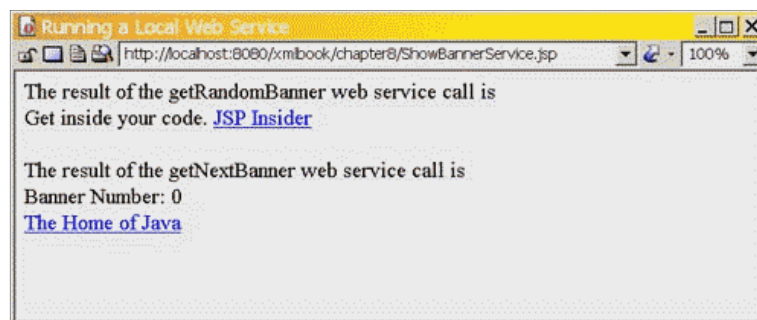 Running a Local Web Service
http://localhost:8080/xmlbook/chapter8/ShowBannerService.jsp 100%
The result of the getRandomBanner web service call is
Get inside your code. JSP Insider
The result of the getNextBanner web service call is
Banner Number: 0
The Home of Java